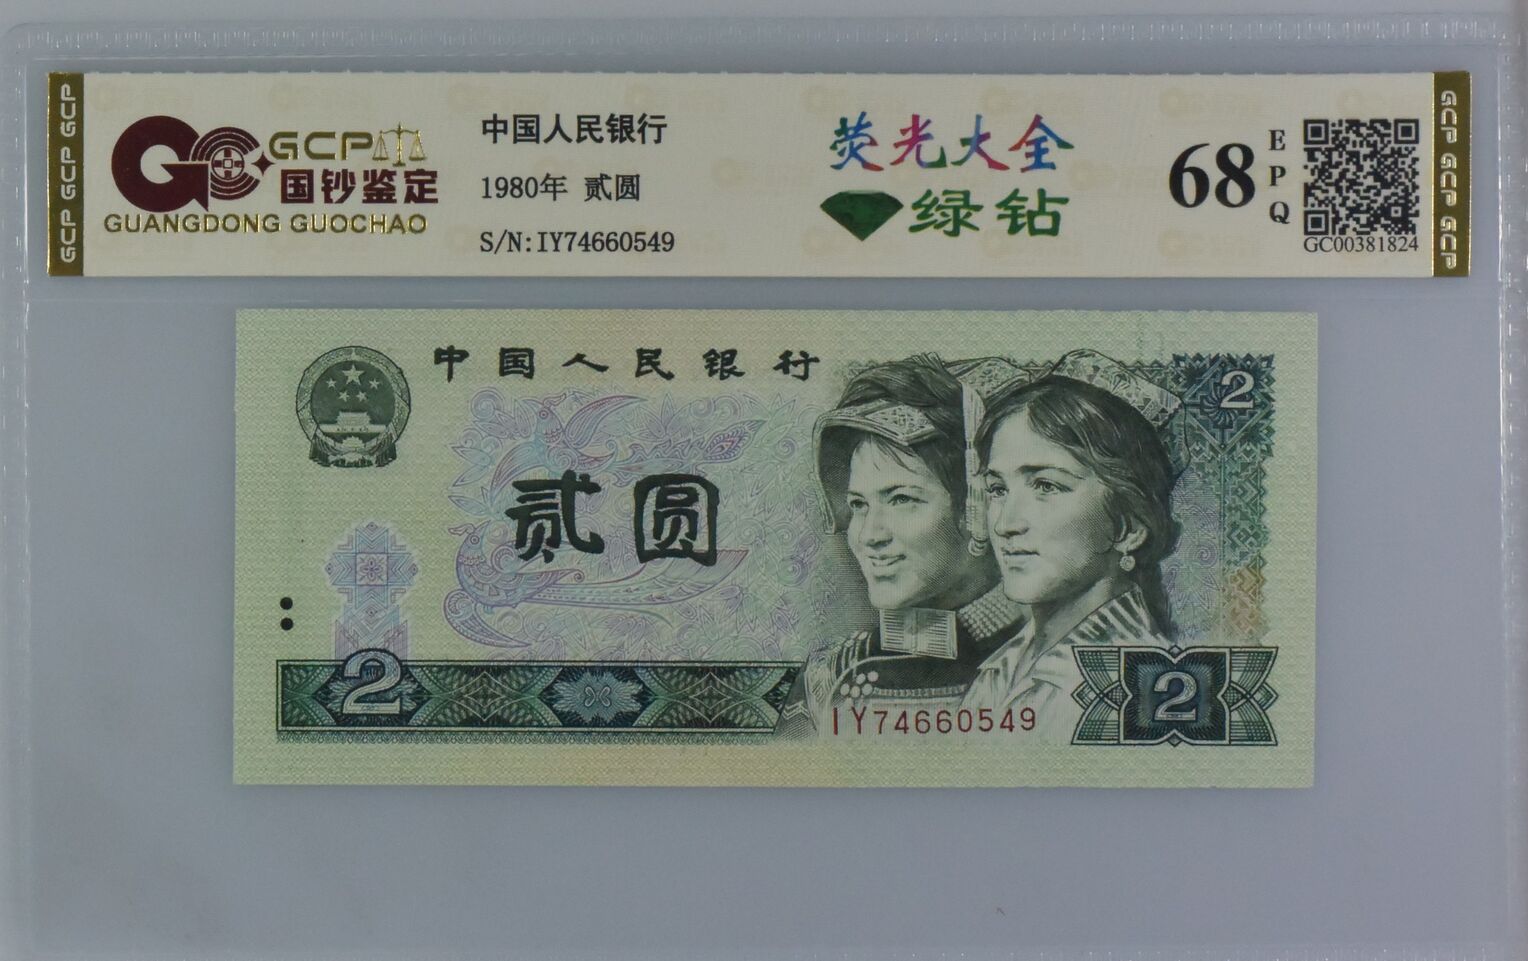 GCP GCP GCP
GCP
国钞鉴定
GUANGDONG GUOCHAO
中国人民银行
1980年 贰圆
S/N:IY74660549
荧光大全
绿钻
68
EPQ
GC00381824
GCP GCP GCP
中国人民银行
2
贰圆
2
IY74660549
2